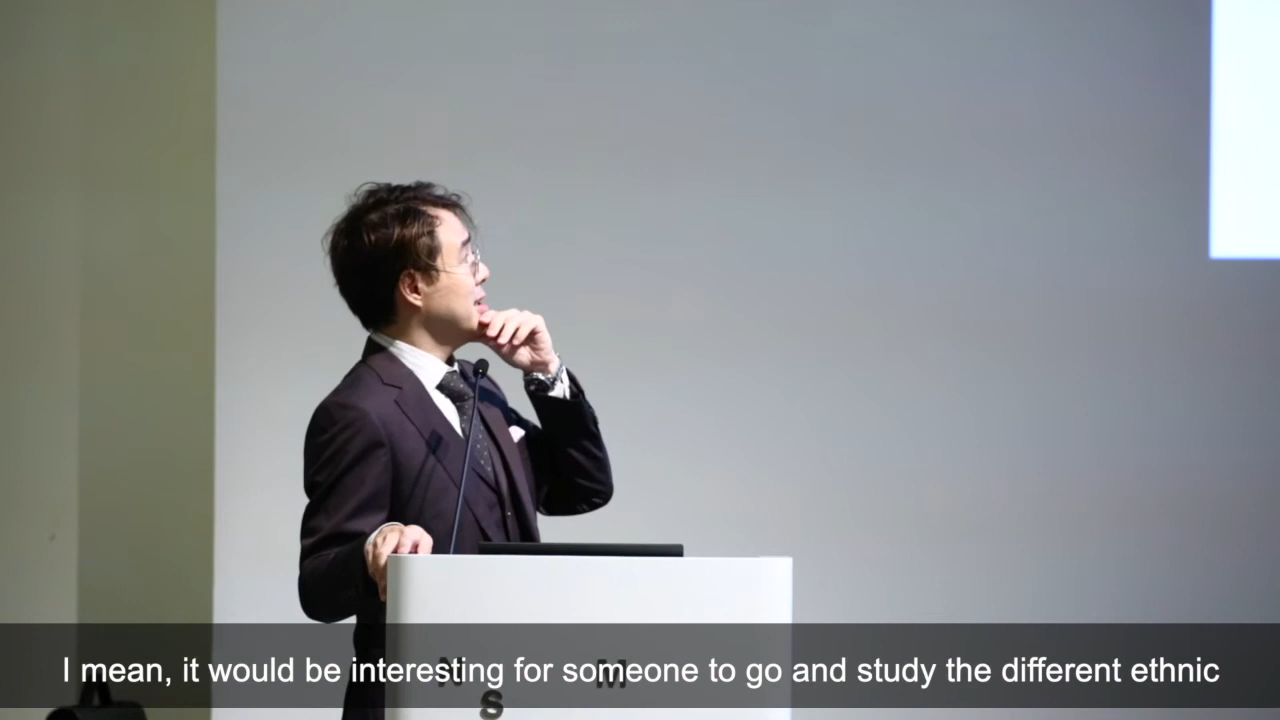 I mean, it would be interesting for someone to go and study the different ethnic
N M
S